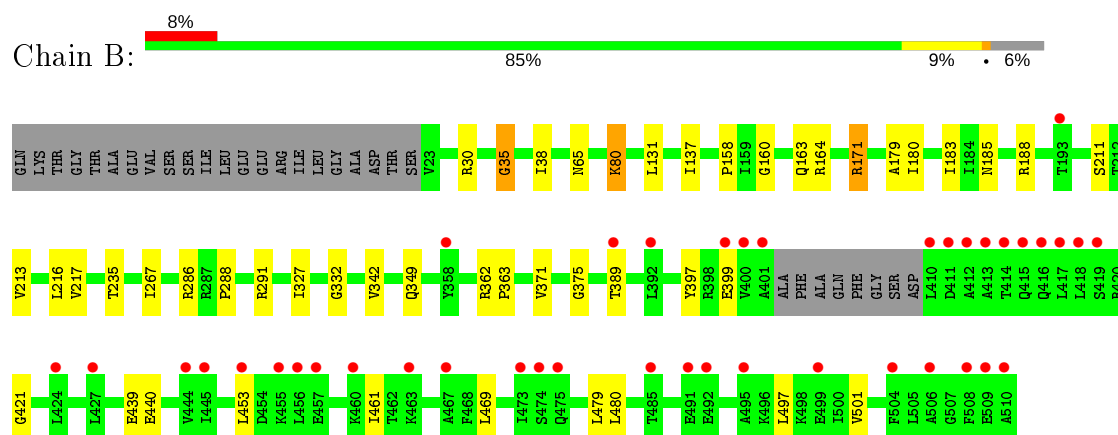 8%
Chain B:
85% 9% • 6%
GLN LYS THR GLY THR ALA GLU VAL SER SER ILE LEU GLU GLU ARG ILE LEU GLY ALA ASP THR SER V23 R30 G35 I38 N65 K80 L131 I137 P158 I159 G160 Q163 R164 R171 A179 I180 I183 I184 N185 R188 T193 S211 T212
V213 L216 V217 T235 I267 R286 R287 P288 R291 I327 G332 V342 Q349 Y358 R362 P363 V371 G375 T389 L392 Y397 R398 E399 V400 A401 ALA PHE ALA GLN PHE GLY SER ASP L410 D411 A412 A413 T414 Q415 Q416 L417 L418 S419 R420
G421 L424 L427 E439 E440 V444 I445 L453 D454 K455 L456 E457 K460 I461 T462 K463 A467 F468 L469 I473 S474 Q475 L479 L480 T485 E491 E492 A495 K496 L497 K498 E499 I500 V501 F504 L505 A506 G507 F508 E509 A510